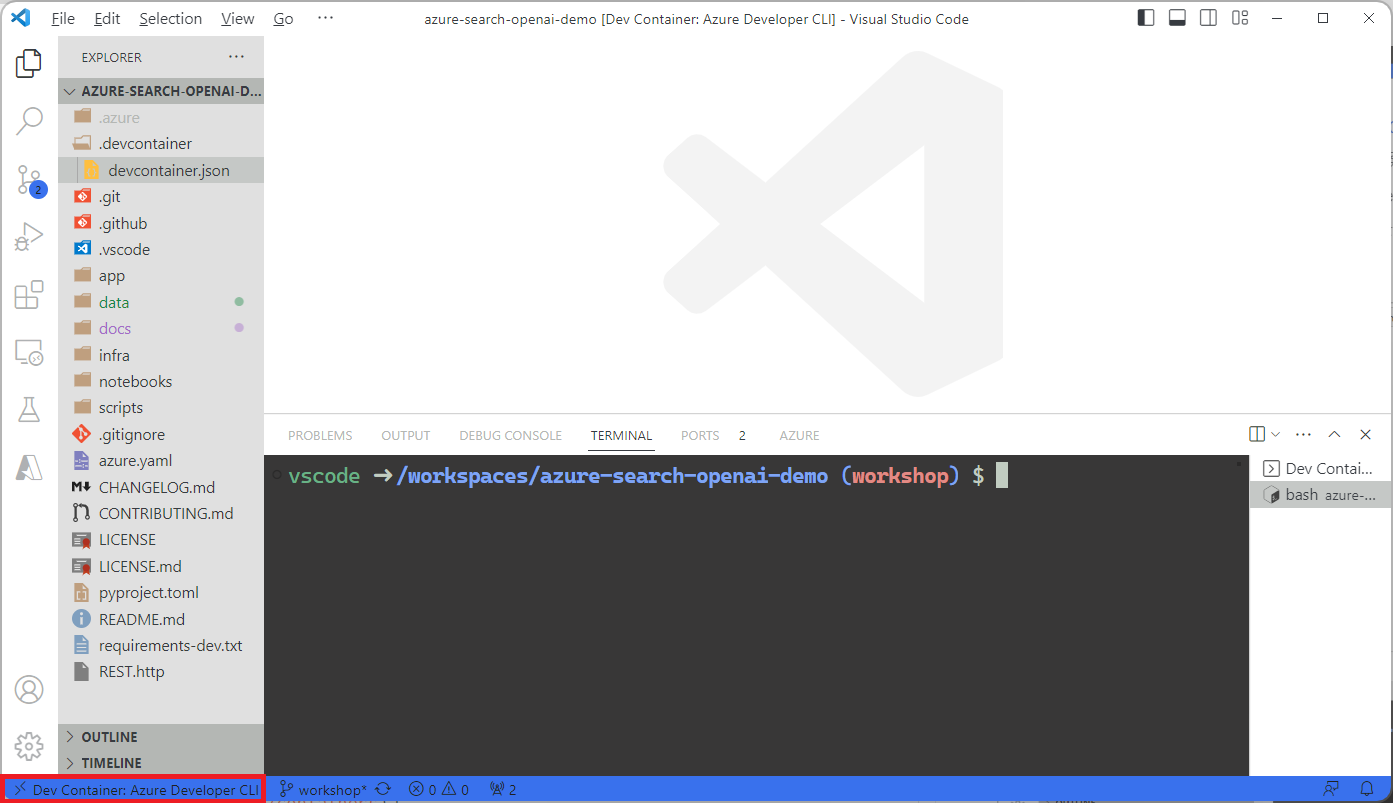 File Edit Selection View Go ··· azure-search-openai-demo [Dev Container: Azure Developer CLI] - Visual Studio Code
EXPLORER ···
AZURE-SEARCH-OPENAI-D...
.azure
.devcontainer
devcontainer.json
2
.git
.github
.vscode
app
data
docs
infra
notebooks
scripts
.gitignore
azure.yaml
CHANGELOG.md
CONTRIBUTING.md
LICENSE
LICENSE.md
pyproject.toml
README.md
requirements-dev.txt
REST.http
OUTLINE
TIMELINE
PROBLEMS OUTPUT DEBUG CONSOLE TERMINAL PORTS 2 AZURE ···
vscode ➜/workspaces/azure-search-openai-demo (workshop) $
Dev Contai...
bash azure-...
Dev Container: Azure Developer CLI workshop* 0 0 2